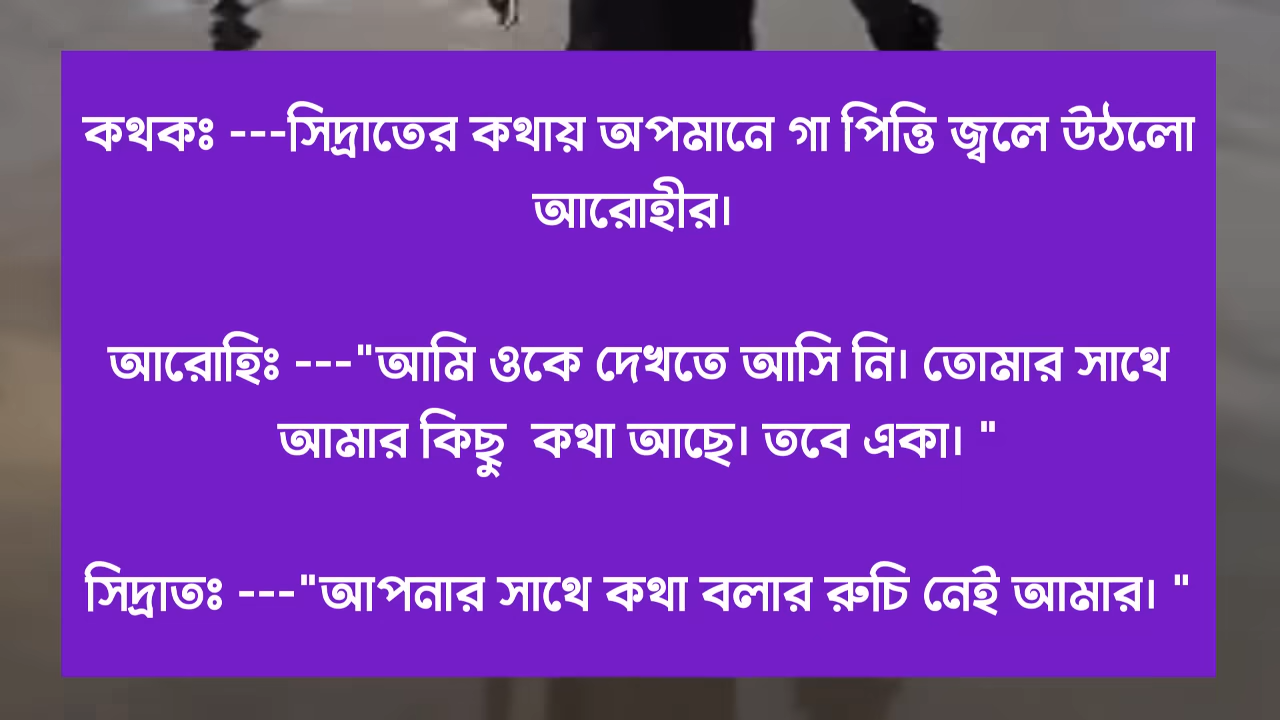 কথকঃ ---সিদ্রাতের কথায় অপমানে গা পিত্তি জ্বলে উঠলো
আরোহীর।
আরোহিঃ ---"আমি ওকে দেখতে আসি নি। তোমার সাথে
আমার কিছু  কথা আছে। তবে একা। "
সিদ্রাতঃ ---"আপনার সাথে কথা বলার রুচি নেই আমার। "